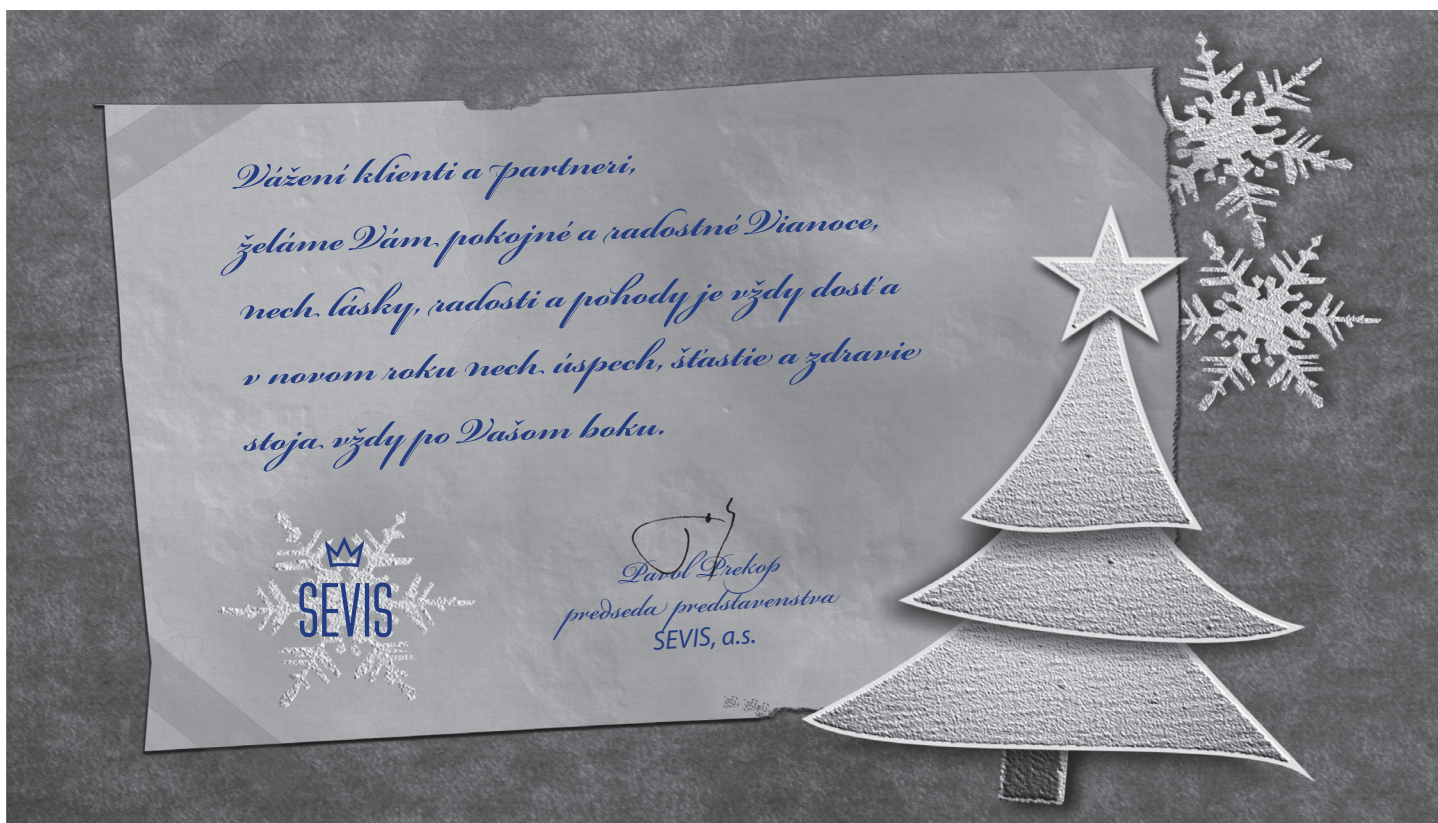 Vážení klienti a partneri,
želáme Vám pokojné a radostné Vianoce,
nech lásky, radosti a pohody je vždy dosť a
v novom roku nech úspech, šťastie a zdravie
stoja vždy po Vašom boku.
SEVIS
Pavol Prekop
predseda predstavenstva
SEVIS, a.s.